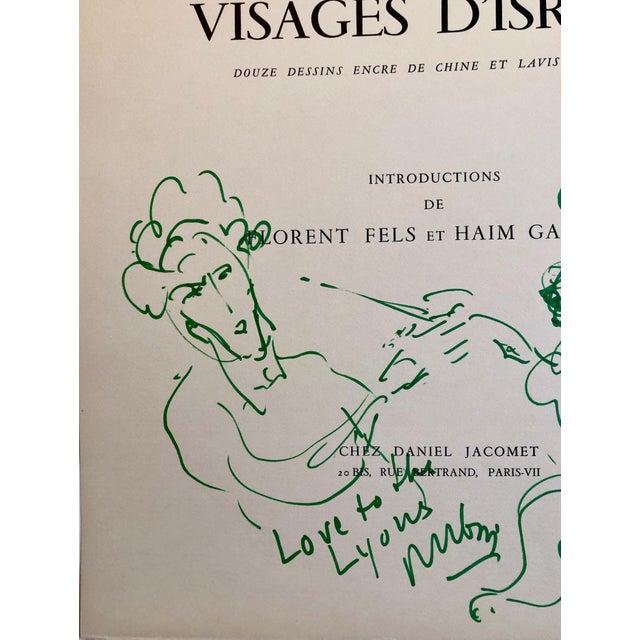 VISAGES D'ISR
DOUZE DESSINS ENCRE DE CHINE ET LAVIS
INTRODUCTIONS
DE
FLORENT FELS ET HAIM GA
CHEZ DANIEL JACOMET
20 BIS, RUE BERTRAND, PARIS-VII
Love to the
Lyons